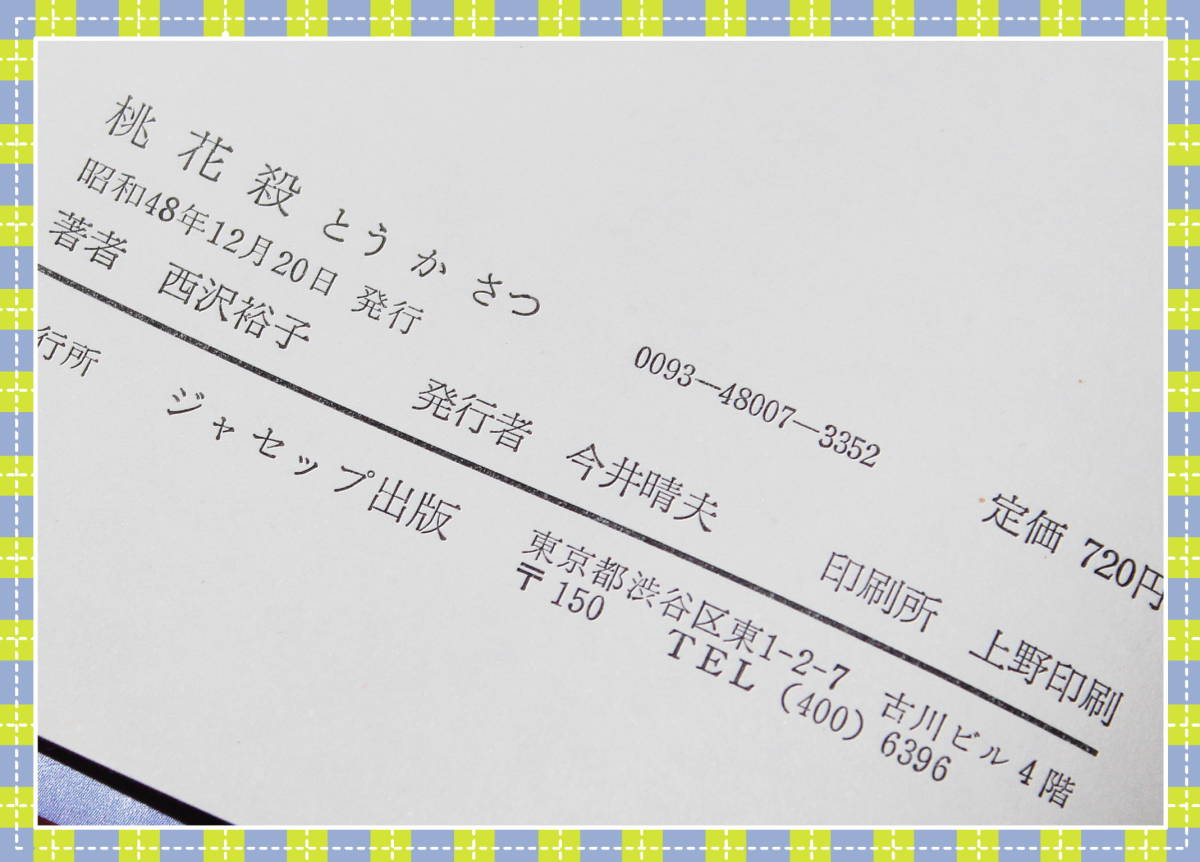 桃花殺 とうかさつ
昭和48年12月20日 発行 0093—48007—3352 定価 720円
著者 西沢裕子 発行者 今井晴夫 印刷所 上野印刷
行所 ジャセップ出版 東京都渋谷区東1-2-7 古川ビル4階
〒150 TEL (400) 6396